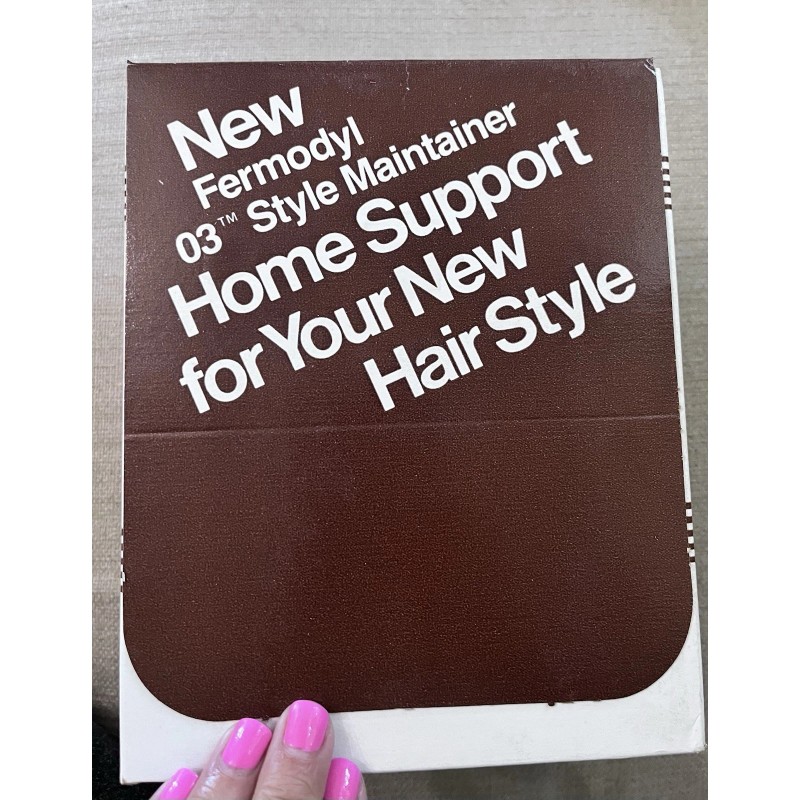 New
Fermodyl
03™ Style Maintainer
Home Support
for Your New
Hair Style